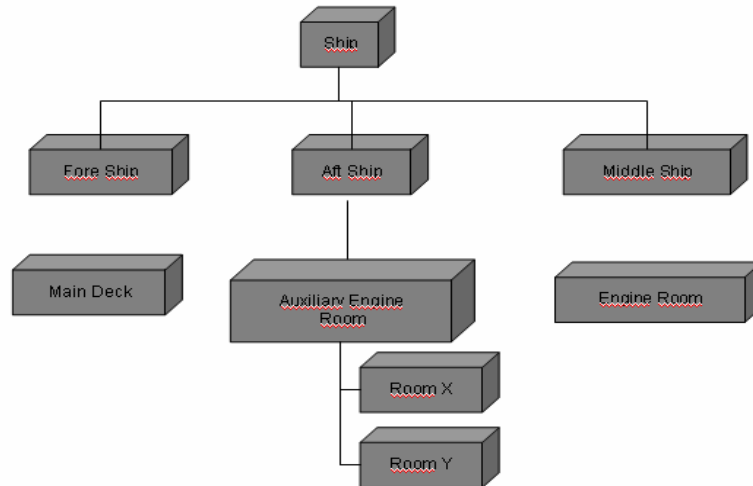 Ship
Fore Ship
Aft Ship
Middle Ship
Main Deck
Auxiliary Engine
Room
Engine Room
Room X
Room Y